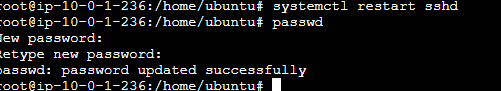 root@ip-10-0-1-236:/home/ubuntu# systemctl restart sshd
root@ip-10-0-1-236:/home/ubuntu# passwd
New password:
Retype new password:
passwd: password updated successfully
root@ip-10-0-1-236:/home/ubuntu#